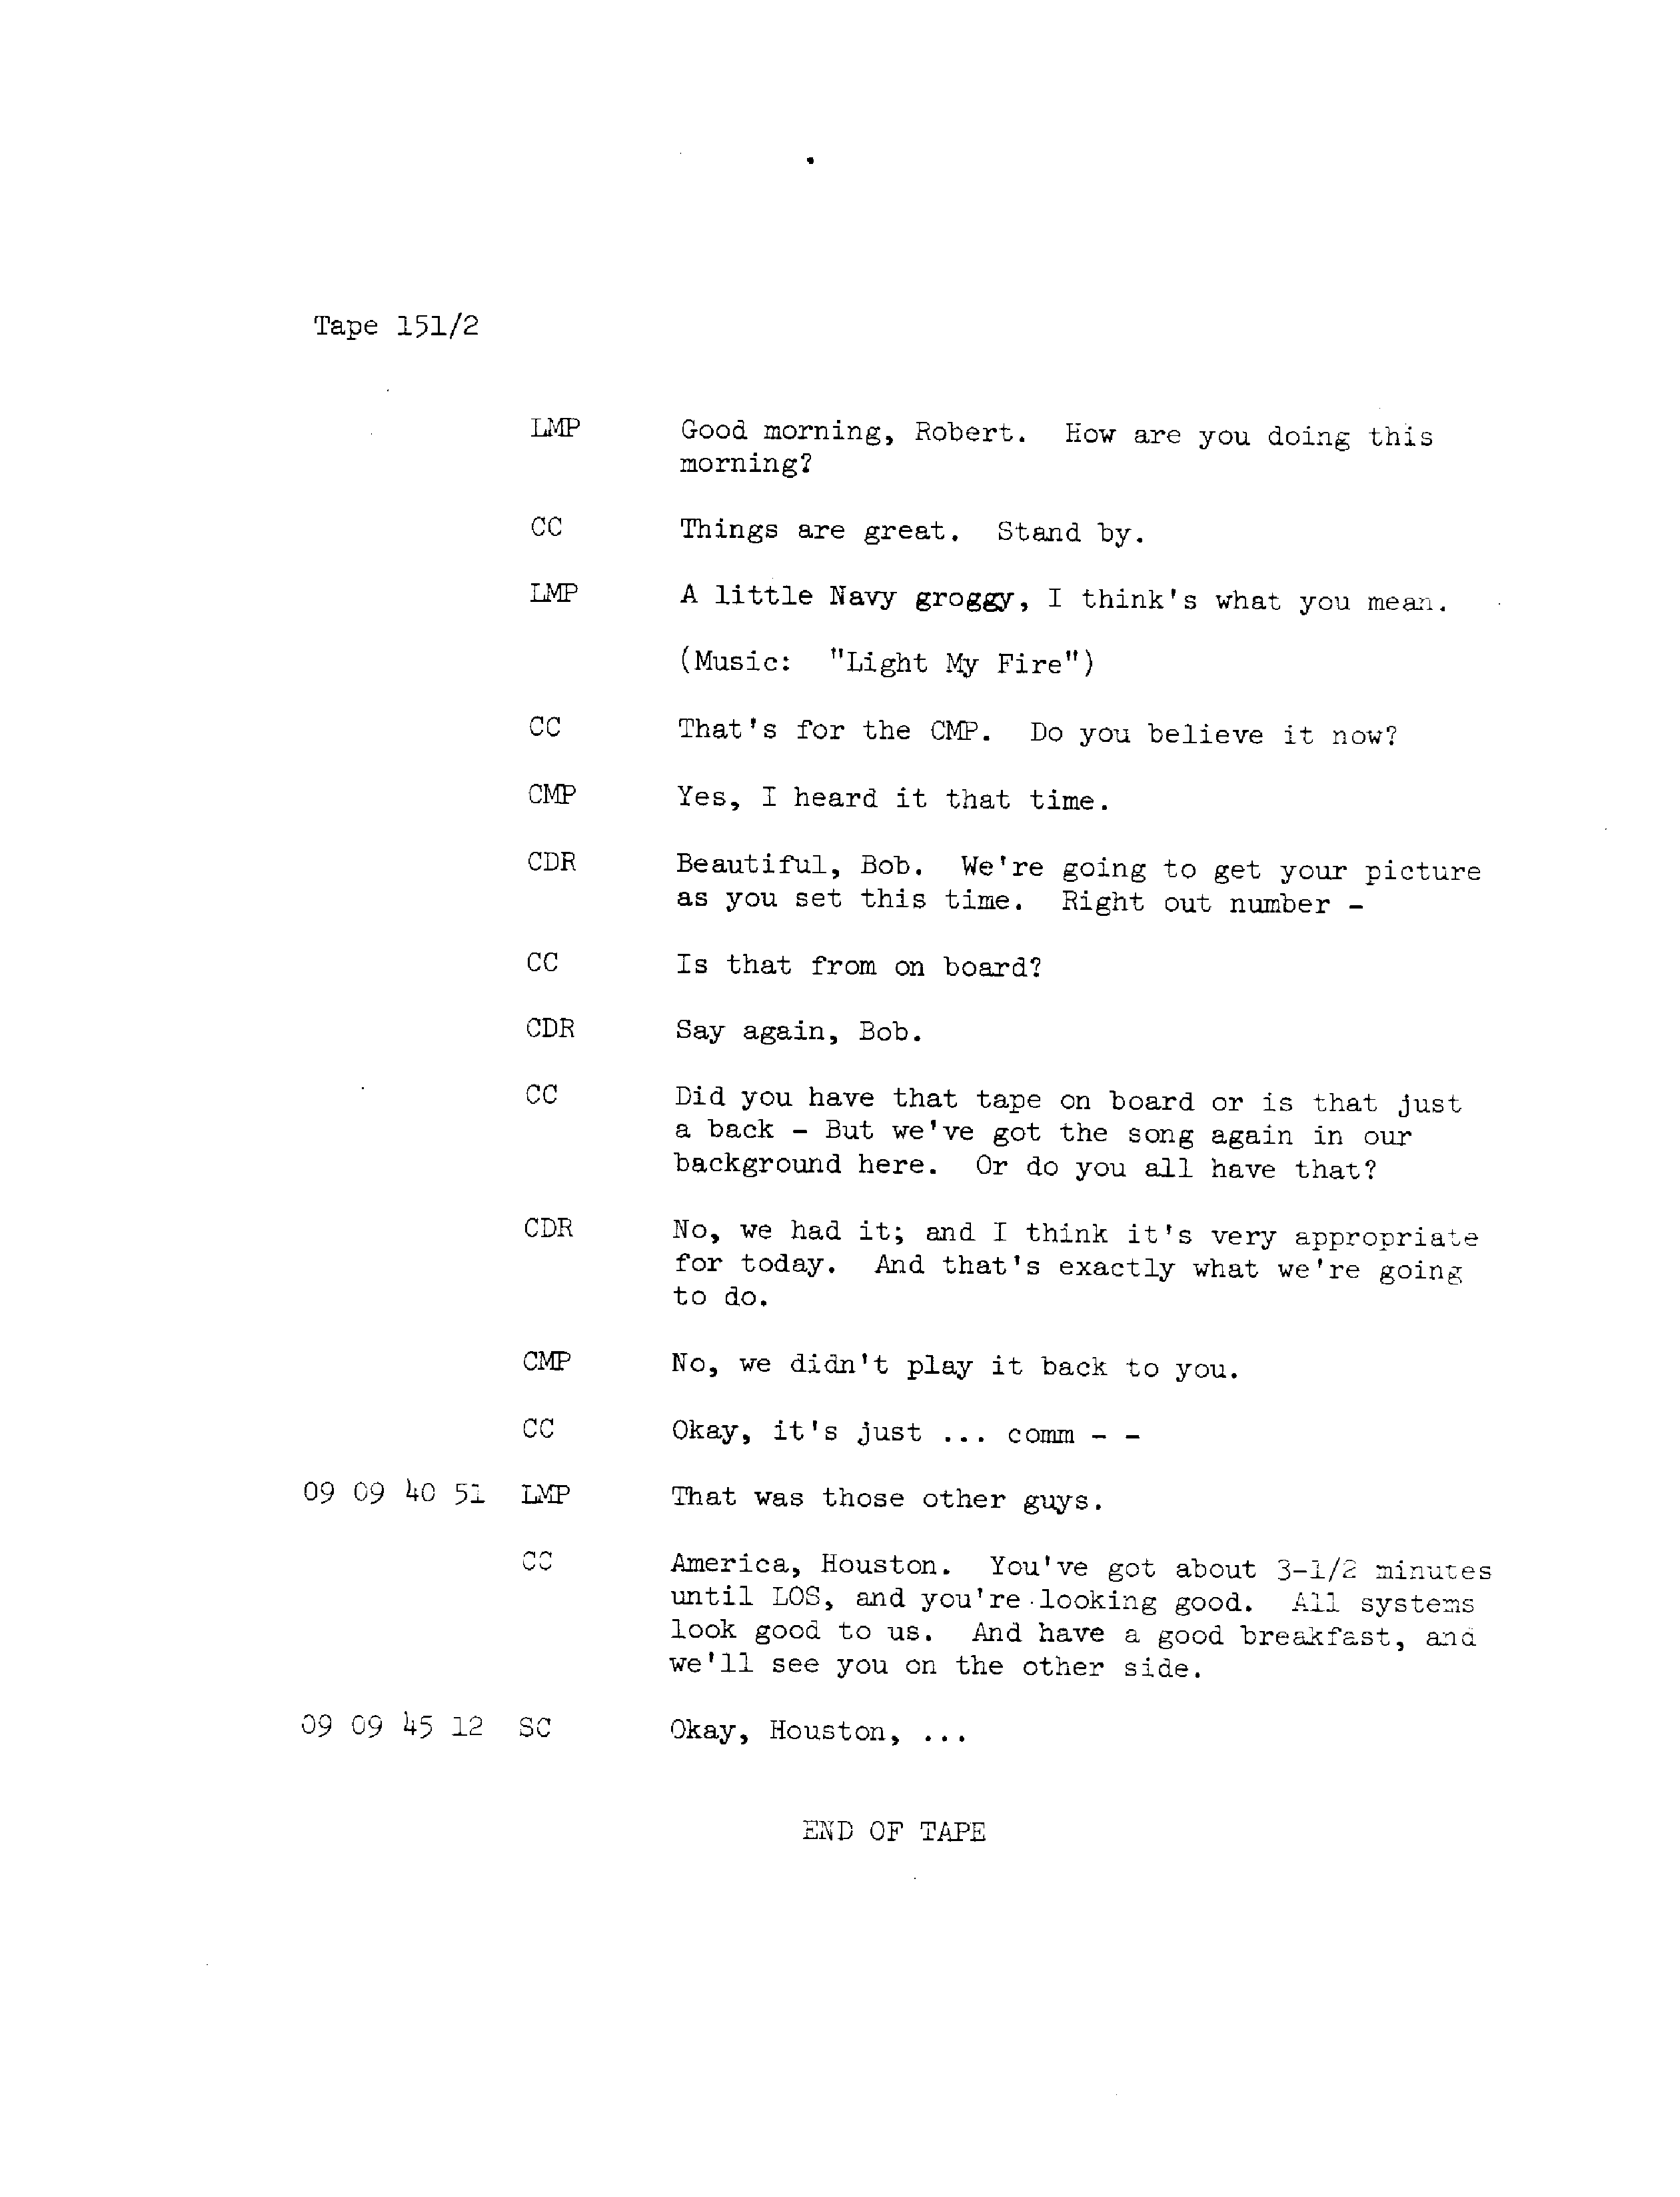 Tape 151/2
LMP Good morning, Robert. How are you doing this
morning?
CC Things are great. Stand by.
LMP A little Navy groggy, I think's what you mean.
(Music: "Light My Fire")
CC That's for the CMP. Do you believe it now?
CMP Yes, I heard it that time.
CDR Beautiful, Bob. We're going to get your picture
as you set this time. Right out number -
CC Is that from on board?
CDR Say again, Bob.
CC Did you have that tape on board or is that just
a back - But we've got the song again in our
background here. Or do you all have that?
CDR No, we had it; and I think it's very appropriate
for today. And that's exactly what we're going
to do.
CMP No, we didn't play it back to you.
CC Okay, it's just ... comm - -
09 09 40 51 LMP That was those other guys.
CC America, Houston. You've got about 3-1/2 minutes
until LOS, and you're looking good. All systems
look good to us. And have a good breakfast, and
we'll see you on the other side.
09 09 45 12 SC Okay, Houston, ...
END OF TAPE